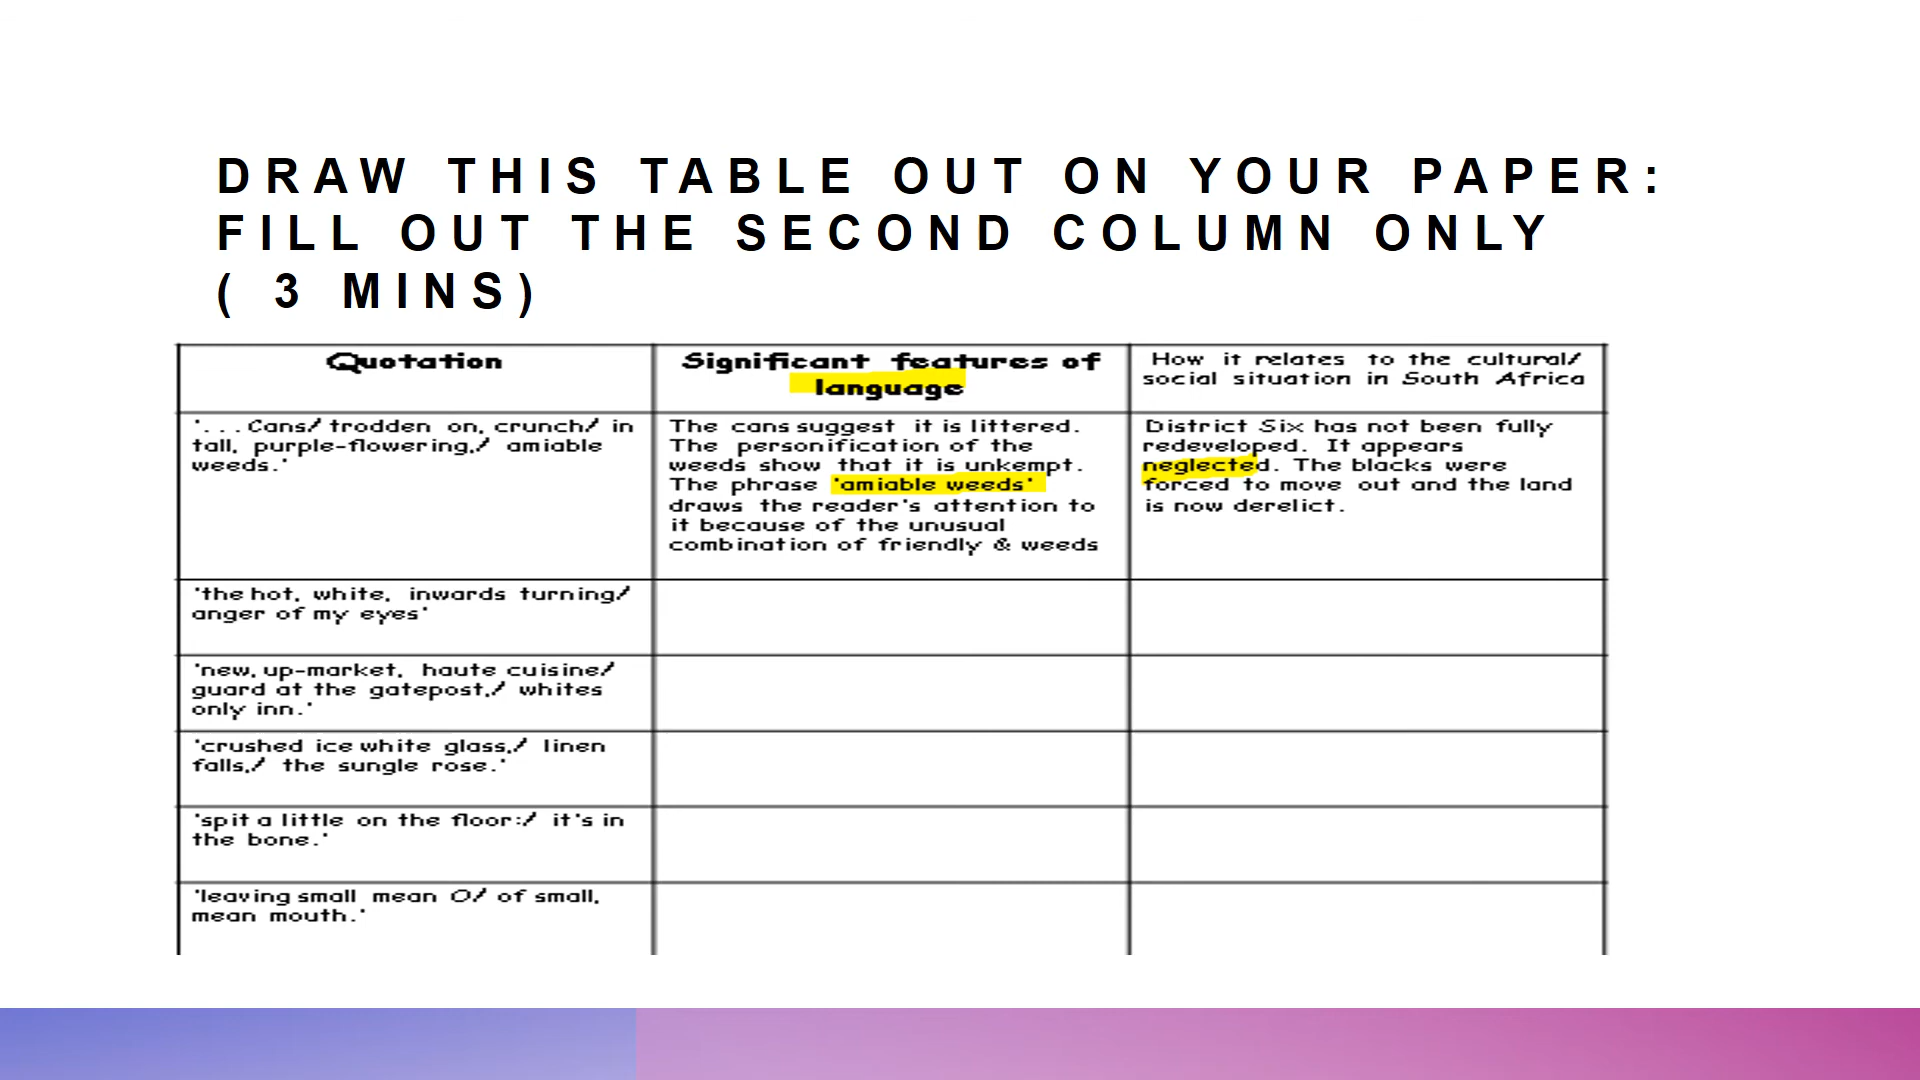 DRAW THIS TABLE OUT ON YOUR PAPER:
FILL OUT THE SECOND COLUMN ONLY
( 3 MINS)
Quotation
Significant features of
language
How it relates to the cultural/
social situation in South Africa
'...Cans/ trodden on, crunch/ in
tall, purple-flowering,/ amiable
weeds.'
The cans suggest it is littered.
The personification of the
weeds show that it is unkempt.
The phrase 'amiable weeds'
draws the reader's attention to
it because of the unusual
combination of friendly & weeds
District Six has not been fully
redeveloped. It appears
neglected. The blacks were
forced to move out and the land
is now derelict.
'the hot, white, inwards turning/
anger of my eyes'
'new, up-market, haute cuisine/
guard at the gatepost,/ whites
only inn.'
'crushed ice white glass,/ linen
falls,/ the sungle rose.'
'spit a little on the floor:/ it's in
the bone.'
'leaving small mean O/ of small,
mean mouth.'